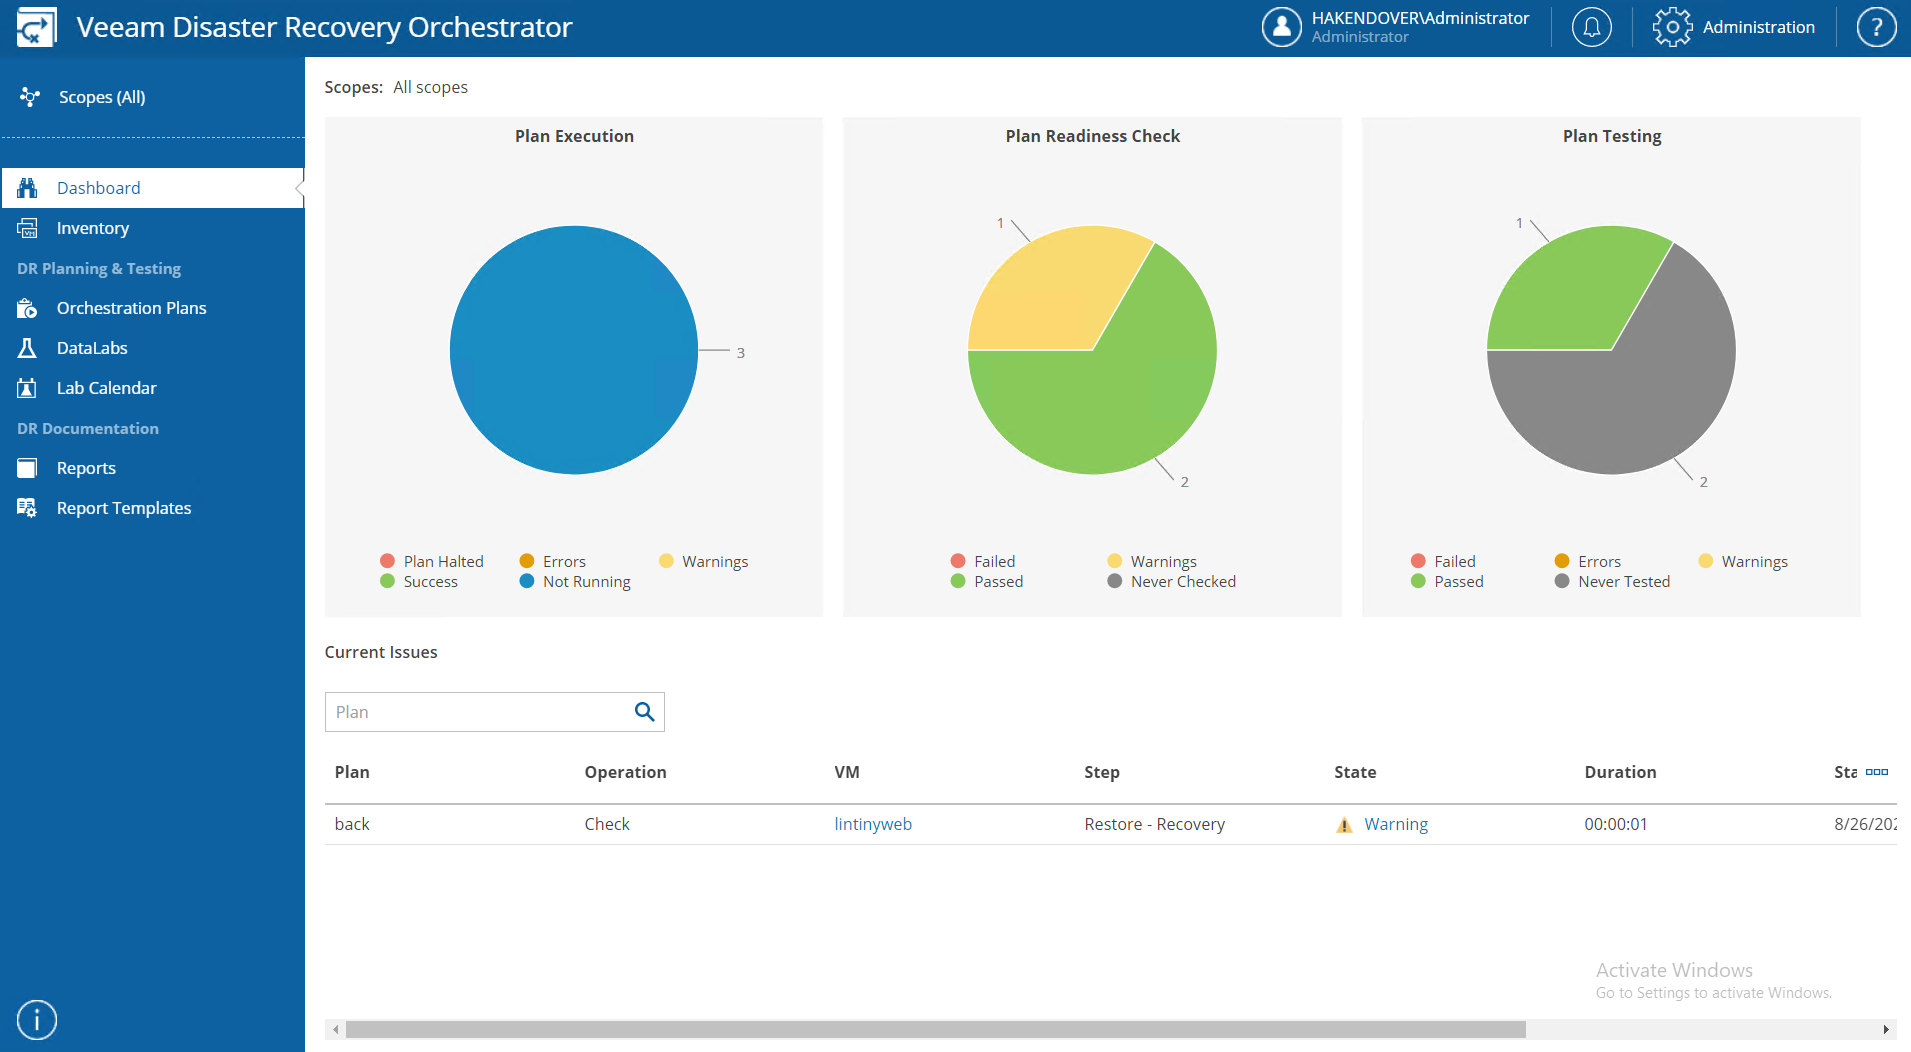 Veeam Disaster Recovery Orchestrator
HAKENDOVER\Administrator
Administrator
Administration
?
Scopes (All)
Dashboard
Inventory
DR Planning & Testing
Orchestration Plans
DataLabs
Lab Calendar
DR Documentation
Reports
Report Templates
Scopes: All scopes
Plan Execution
3
Plan Halted
Errors
Warnings
Success
Not Running
Plan Readiness Check
1
2
Failed
Warnings
Passed
Never Checked
Plan Testing
1
2
Failed
Errors
Warnings
Passed
Never Tested
Current Issues
Plan
Plan Operation VM Step State Duration Sta
back Check lintinyweb Restore - Recovery Warning 00:00:01 8/26/202
Activate Windows
Go to Settings to activate Windows.